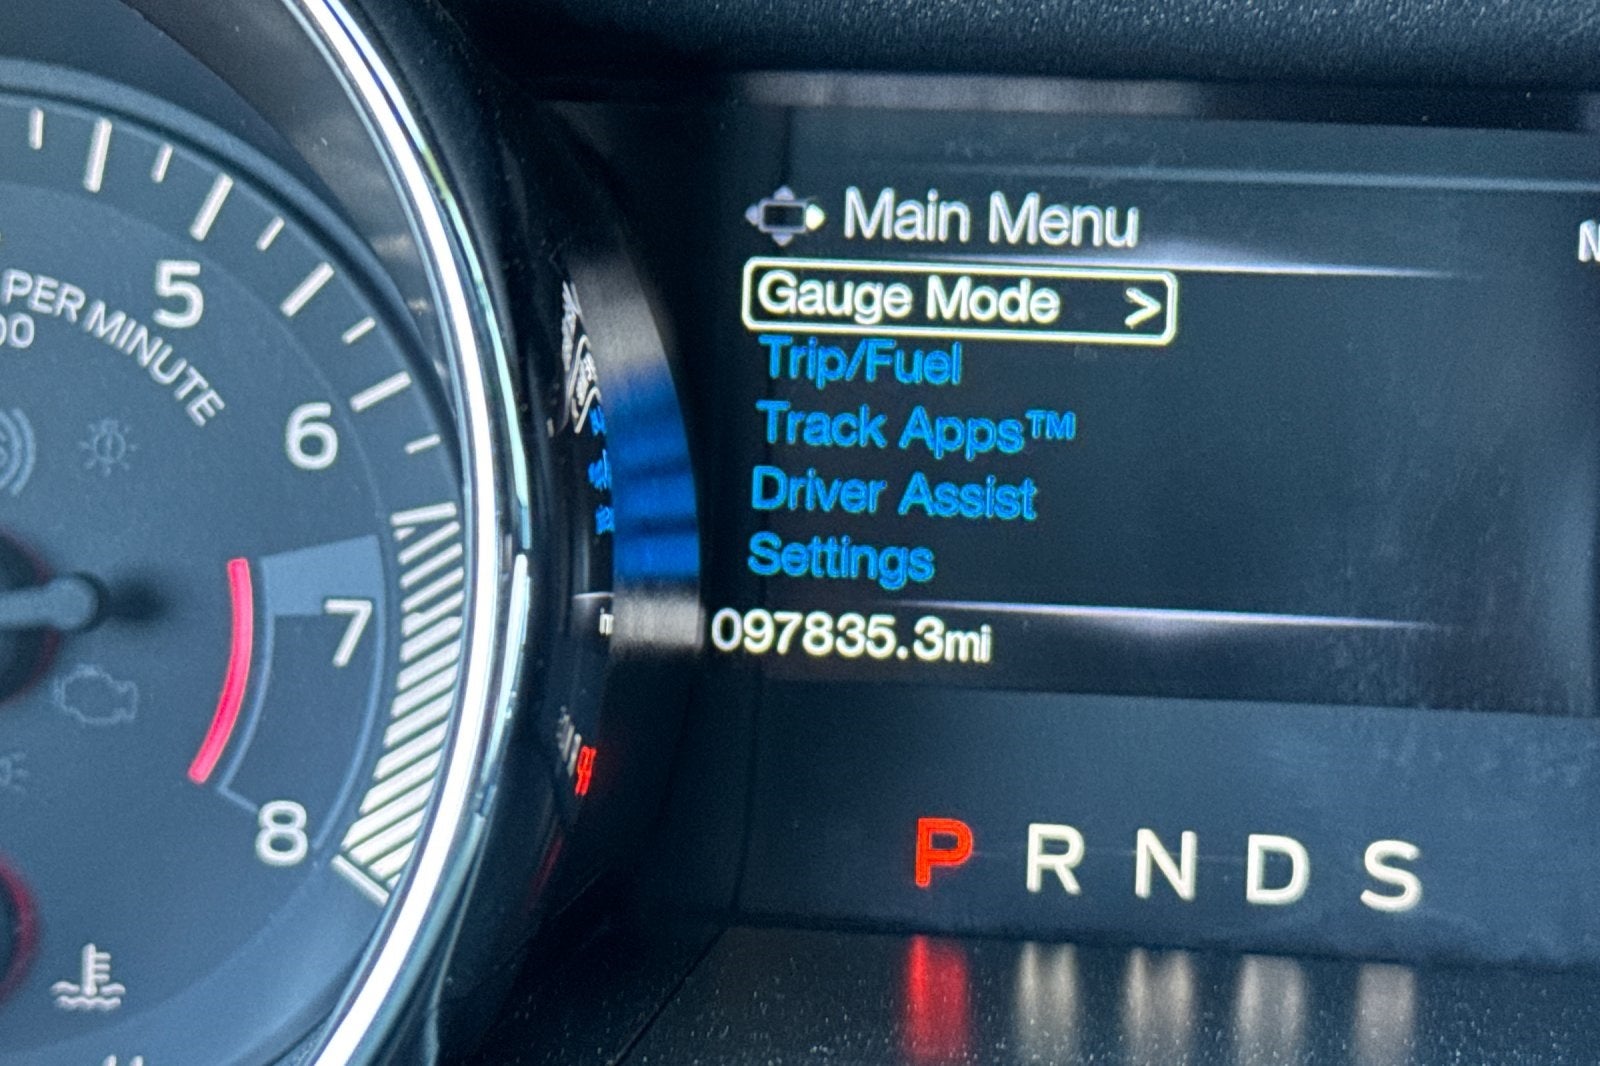 5
PER MINUTE
00
6
7
8
Main Menu
Gauge Mode >
Trip/Fuel
Track Apps™
Driver Assist
Settings
097835.3mi
P R N D S